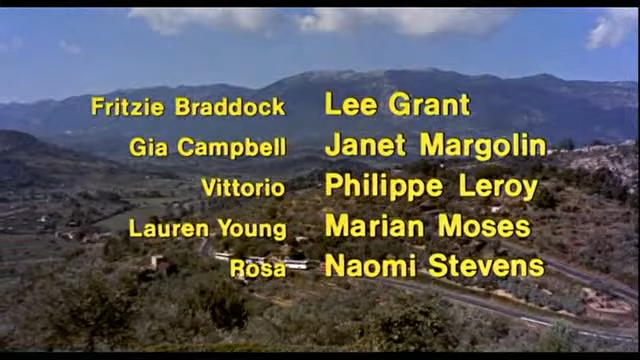 Fritzie Braddock Lee Grant
Gia Campbell Janet Margolin
Vittorio Philippe Leroy
Lauren Young Marian Moses
Rosa Naomi Stevens